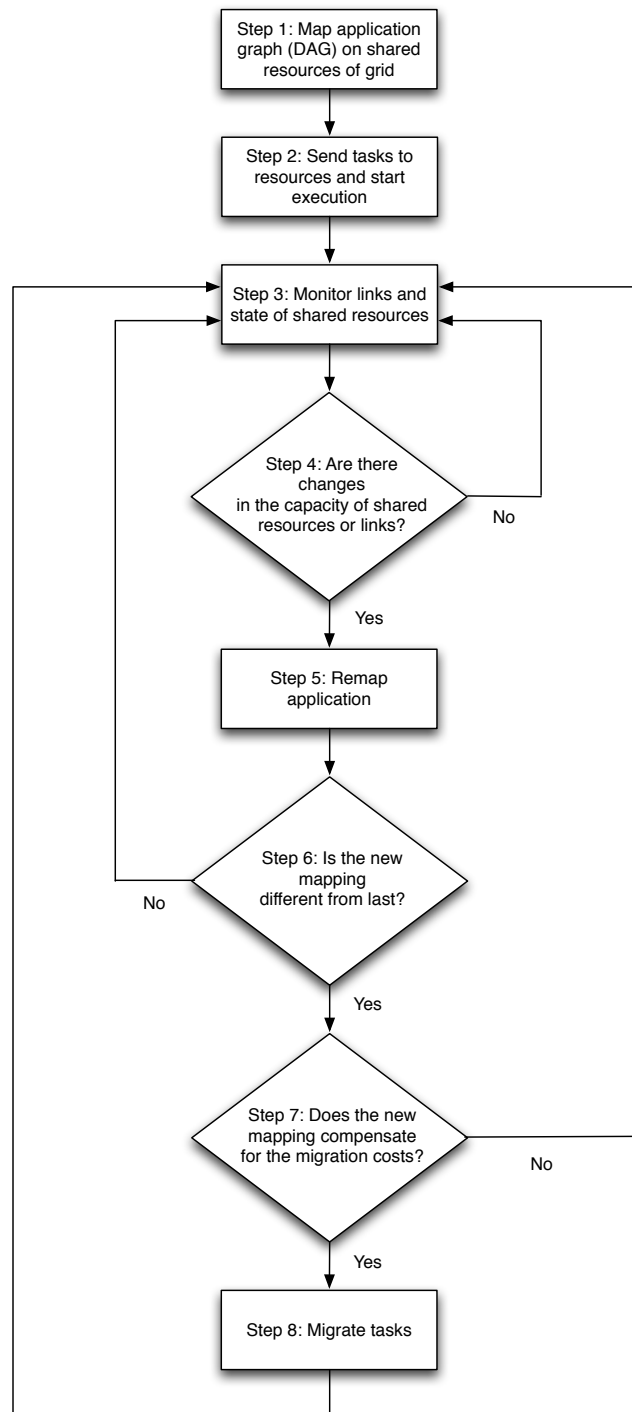 Step 1: Map application
graph (DAG) on shared
resources of grid
Step 2: Send tasks to
resources and start
execution
Step 3: Monitor links and
state of shared resources
Step 4: Are there
changes
in the capacity of shared
resources or links?
No
Yes
Step 5: Remap
application
Step 6: Is the new
mapping
different from last?
No
Yes
Step 7: Does the new
mapping compensate
for the migration costs?
No
Yes
Step 8: Migrate tasks